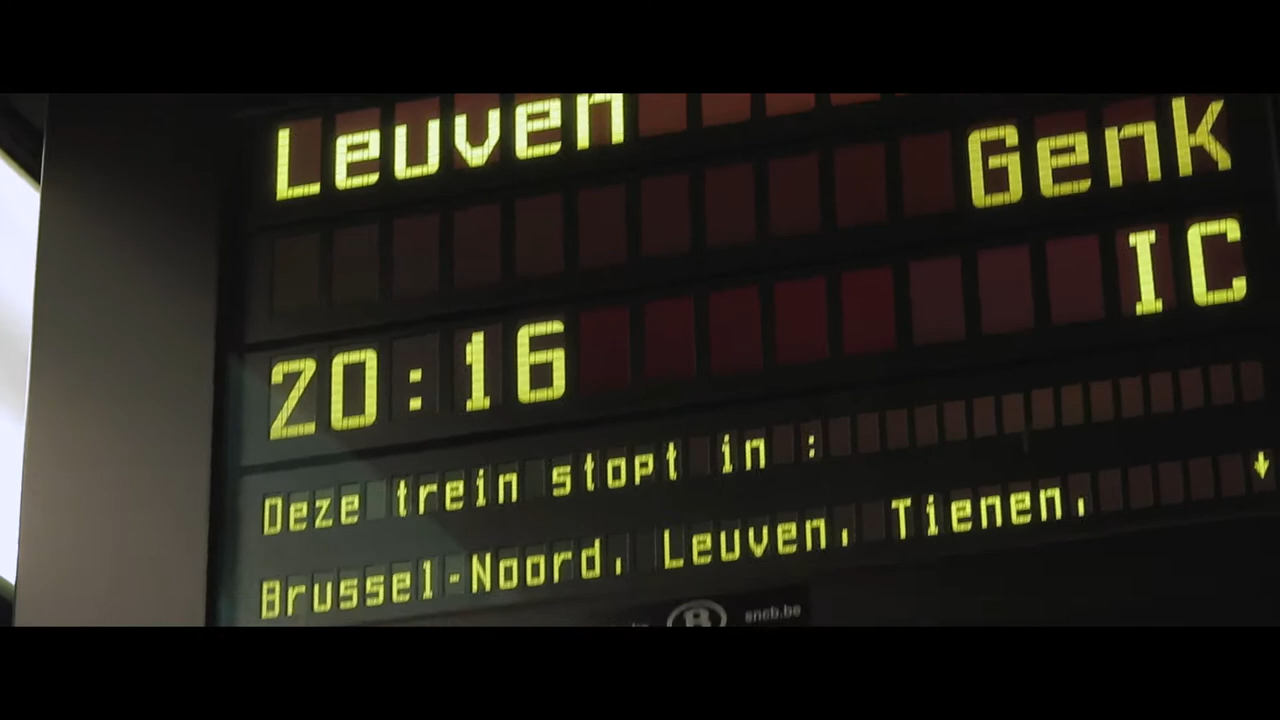 Leuven
Genk
IC
20:16
Deze trein stopt in :
Brussel-Noord, Leuven, Tienen,
B
sncb.be